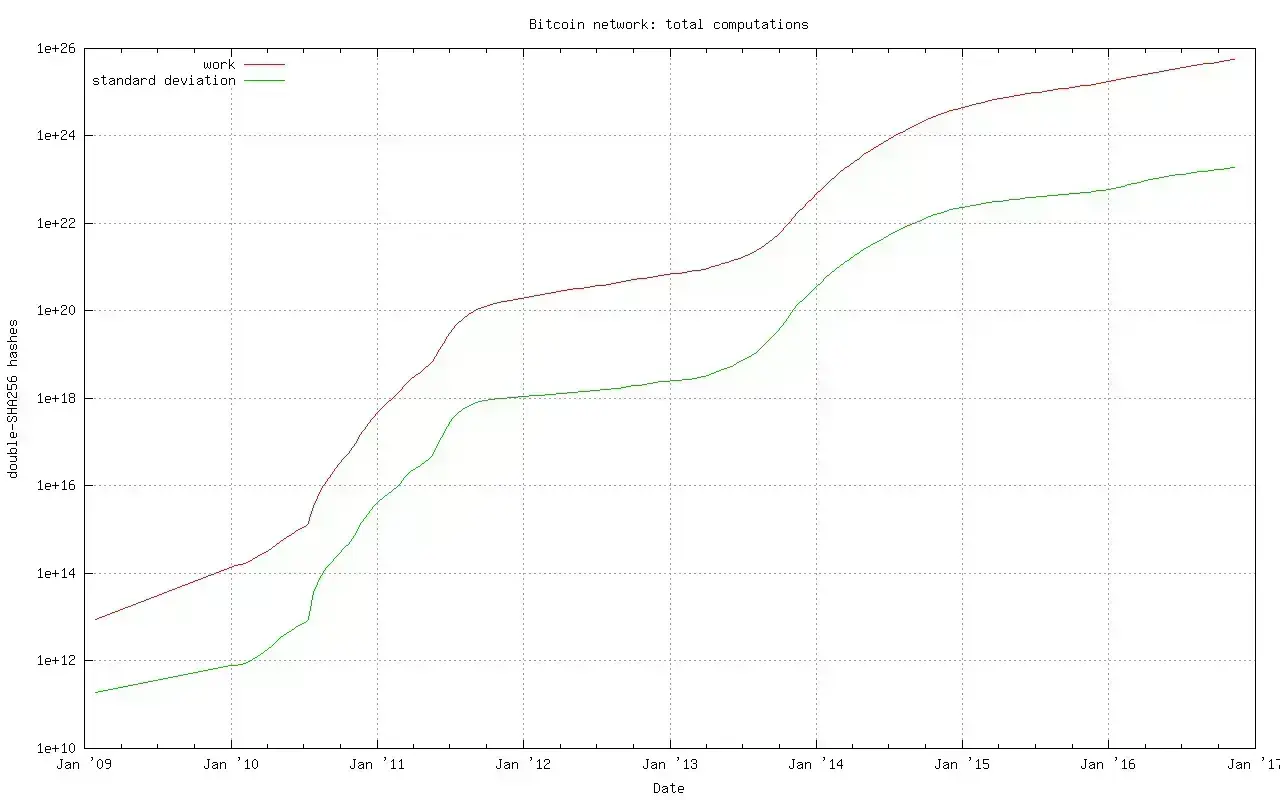 Bitcoin network: total computations
work
standard deviation
1e+26
1e+24
1e+22
1e+20
1e+18
1e+16
1e+14
1e+12
1e+10
double-SHA256 hashes
Jan '09 Jan '10 Jan '11 Jan '12 Jan '13 Jan '14 Jan '15 Jan '16 Jan '17
Date